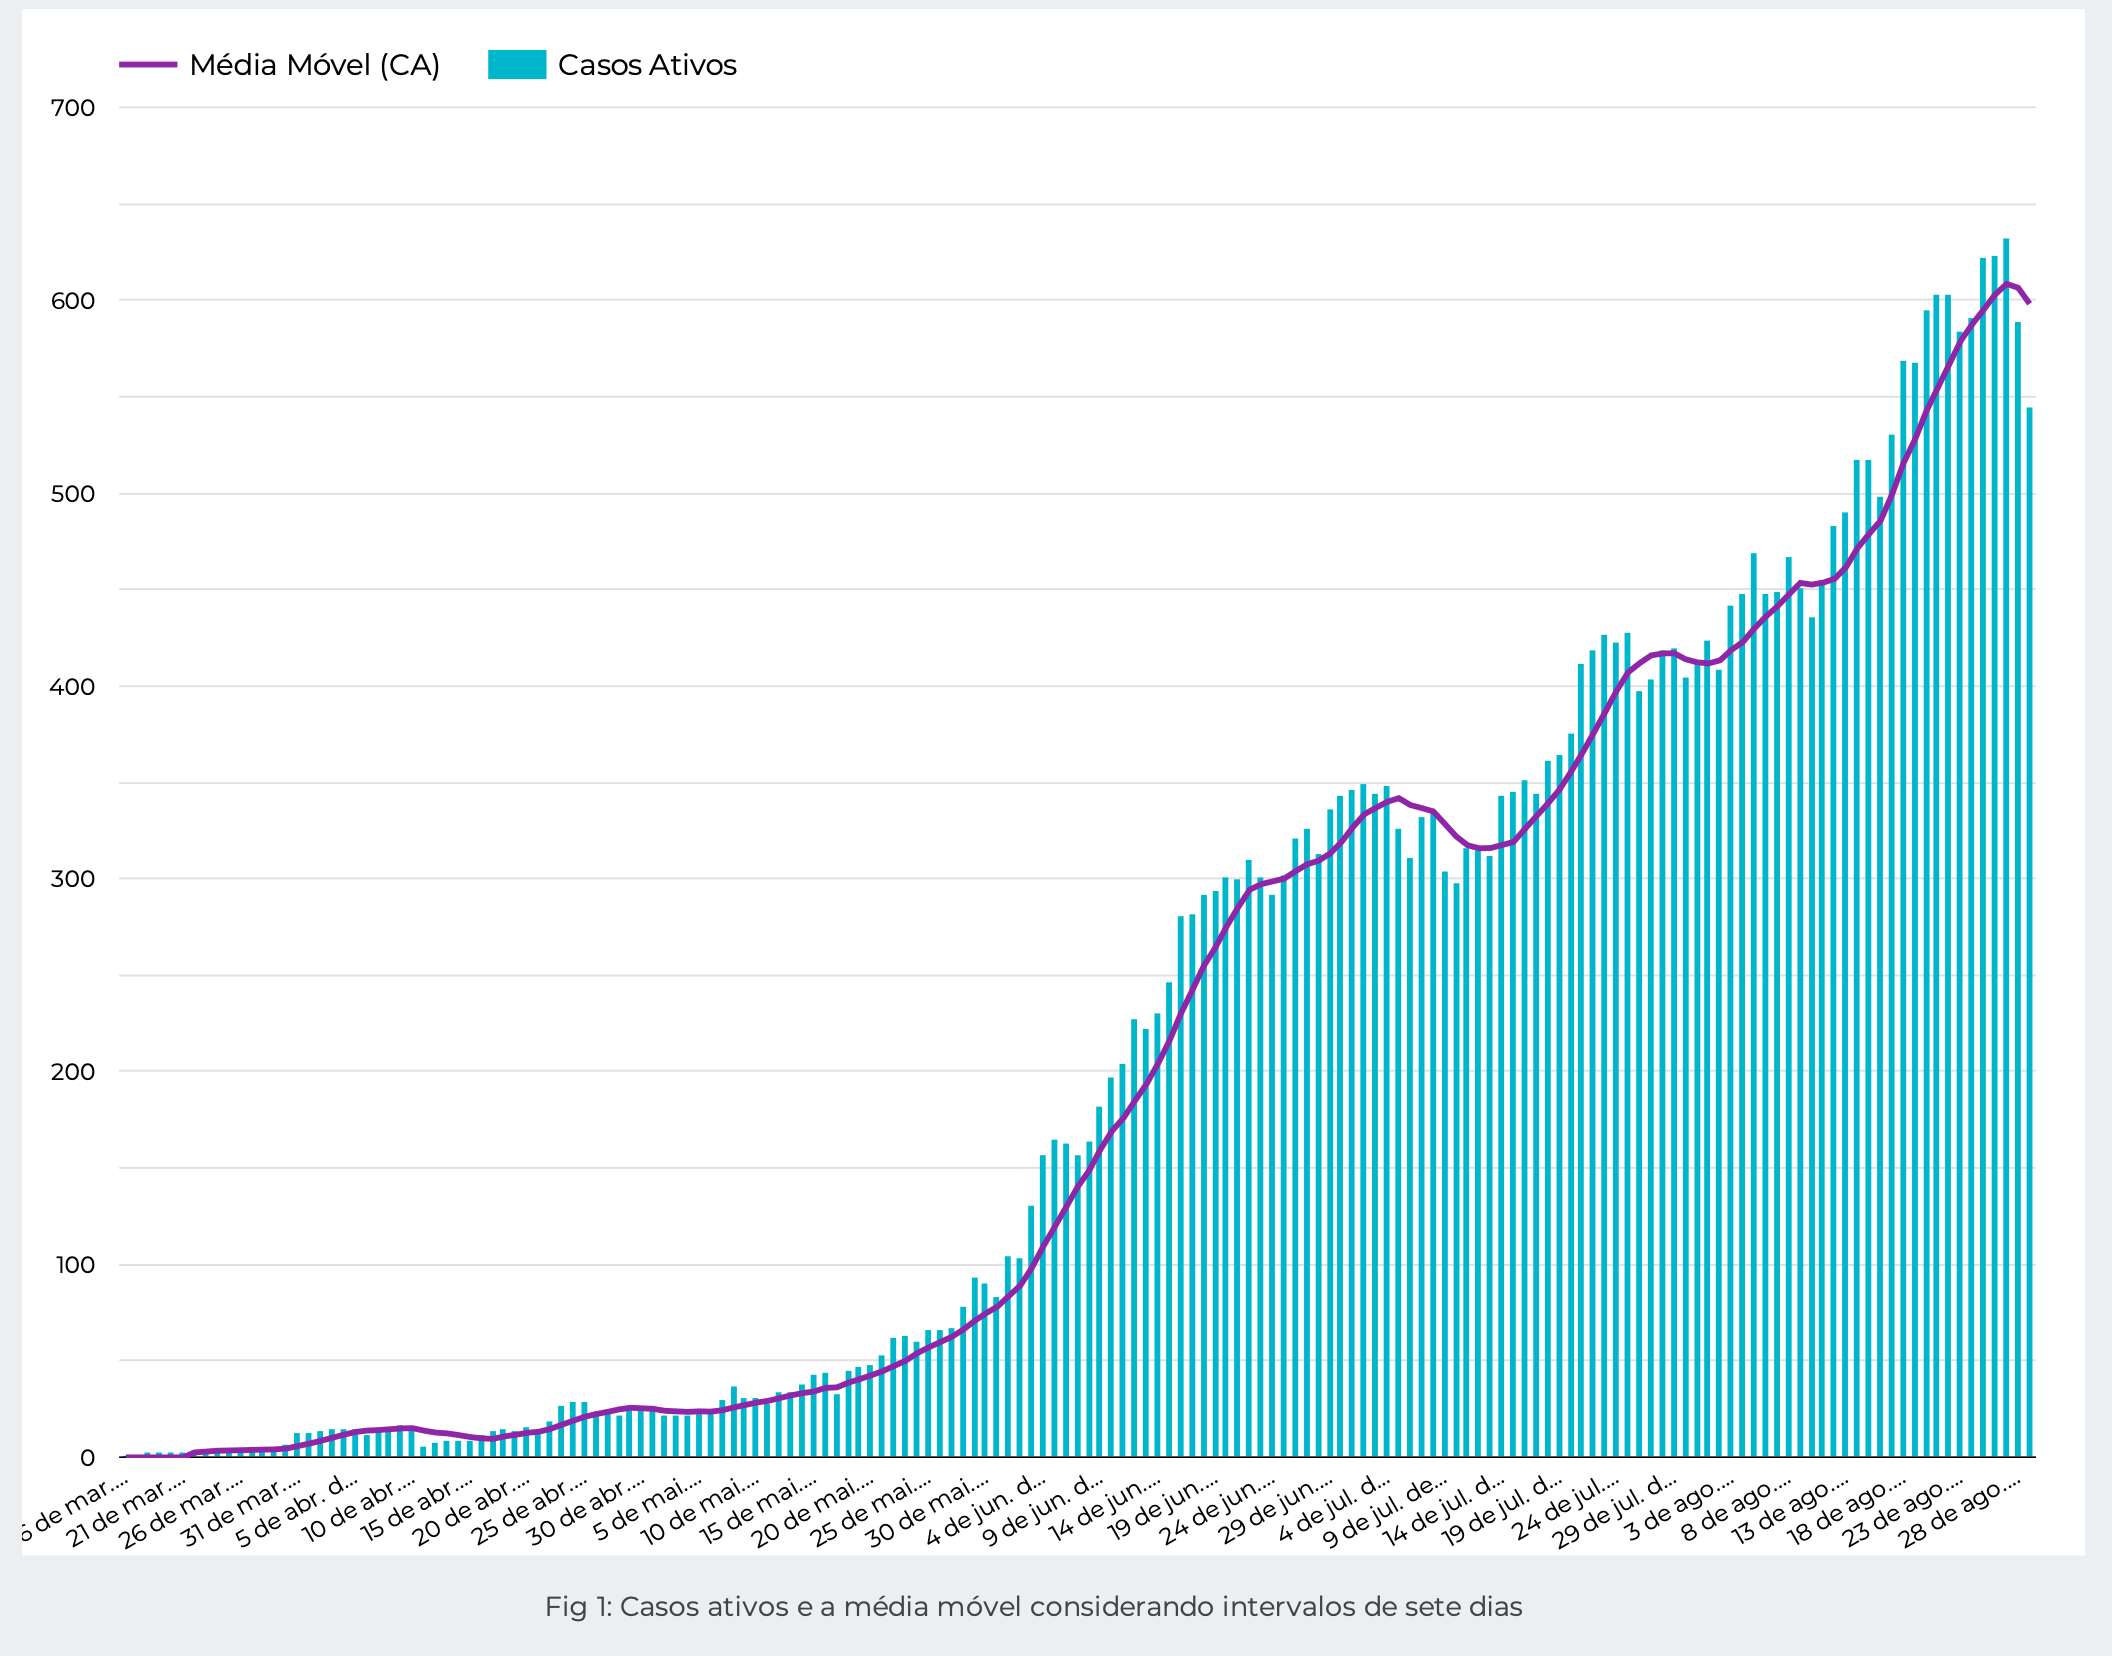 Média Móvel (CA) Casos Ativos
700
600
500
400
300
200
100
0
6 de mar... 21 de mar... 26 de mar... 31 de mar... 5 de abr. d... 10 de abr... 15 de abr... 20 de abr... 25 de abr... 30 de abr... 5 de mai... 10 de mai... 15 de mai... 20 de mai... 25 de mai... 30 de mai... 4 de jun. d... 9 de jun. d... 14 de jun... 19 de jun... 24 de jun... 29 de jun... 4 de jul. d... 9 de jul. de... 14 de jul. d... 19 de jul. d... 24 de jul... 29 de jul. d... 3 de ago... 8 de ago... 13 de ago... 18 de ago... 23 de ago... 28 de ago...
Fig 1: Casos ativos e a média móvel considerando intervalos de sete dias